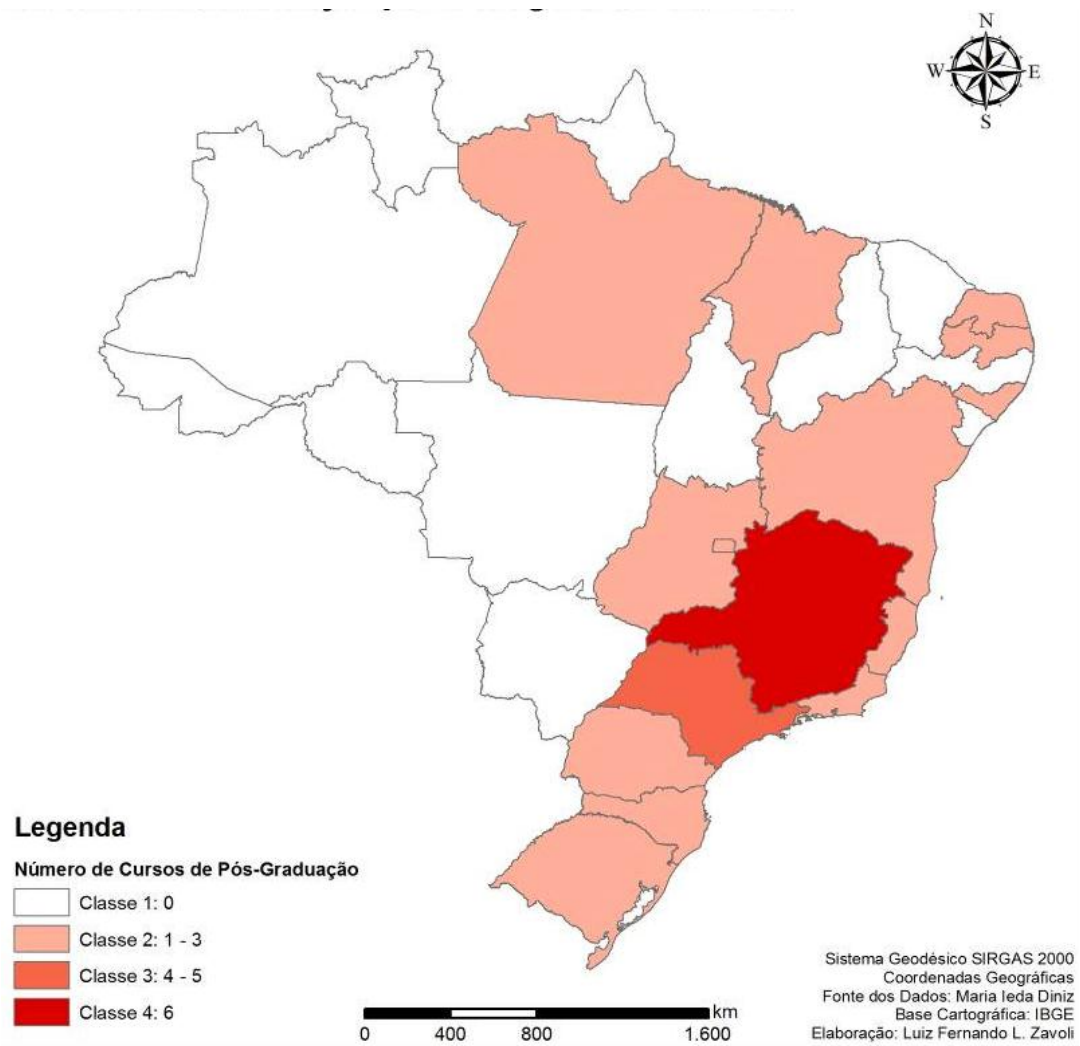 N
W E
S
Legenda
Número de Cursos de Pós-Graduação
Classe 1: 0
Classe 2: 1 - 3
Classe 3: 4 - 5
Classe 4: 6
km
0 400 800 1.600
Sistema Geodésico SIRGAS 2000
Coordenadas Geográficas
Fonte dos Dados: Maria Ieda Diniz
Base Cartográfica: IBGE
Elaboração: Luiz Fernando L. Zavoli